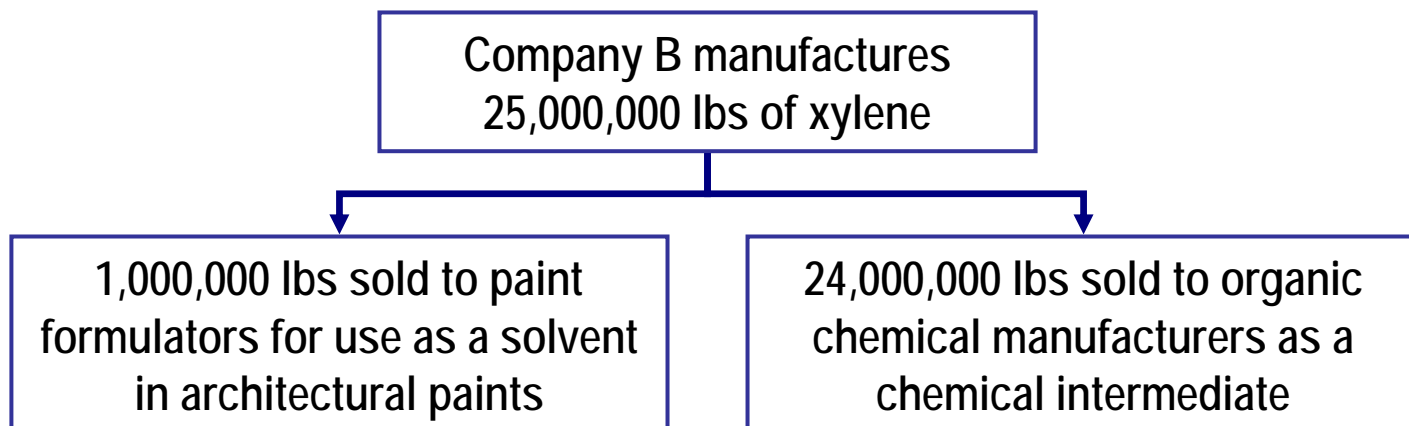 Company B manufactures
25,000,000 lbs of xylene
1,000,000 lbs sold to paint
formulators for use as a solvent
in architectural paints
24,000,000 lbs sold to organic
chemical manufacturers as a
chemical intermediate